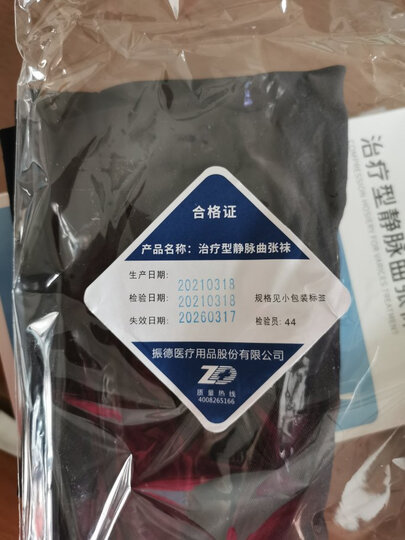 合格证
产品名称：治疗型静脉曲张袜
生产日期：20210318
检验日期：20210318 规格见小包装标签
失效日期：20260317 检验员：44
振德医疗用品股份有限公司
ZD
质量热线
4008265166
治疗型静脉曲张袜
COMPRESSION HOSIERY FOR VARICES TREATMENT